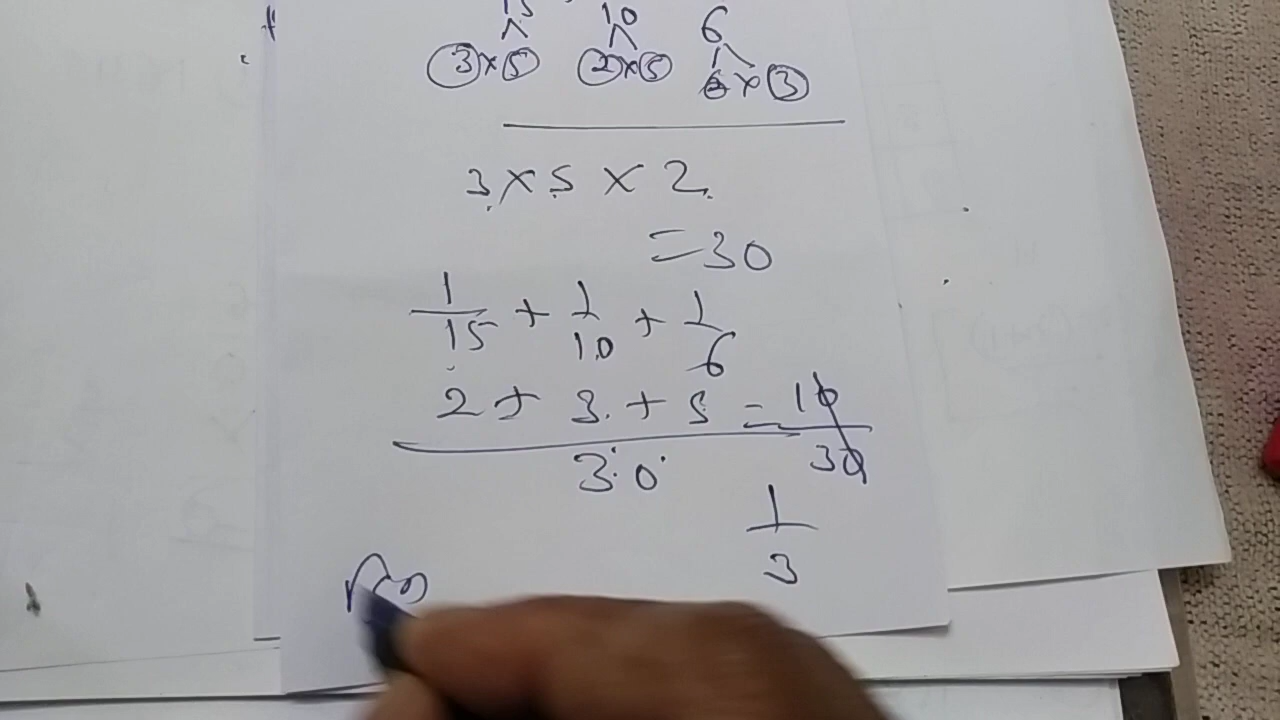 15 10 6
3×5 2×5 2×3
3×5×2
=30
1/15 + 1/10 + 1/6
2+3+5/30 = 10/30
1/3